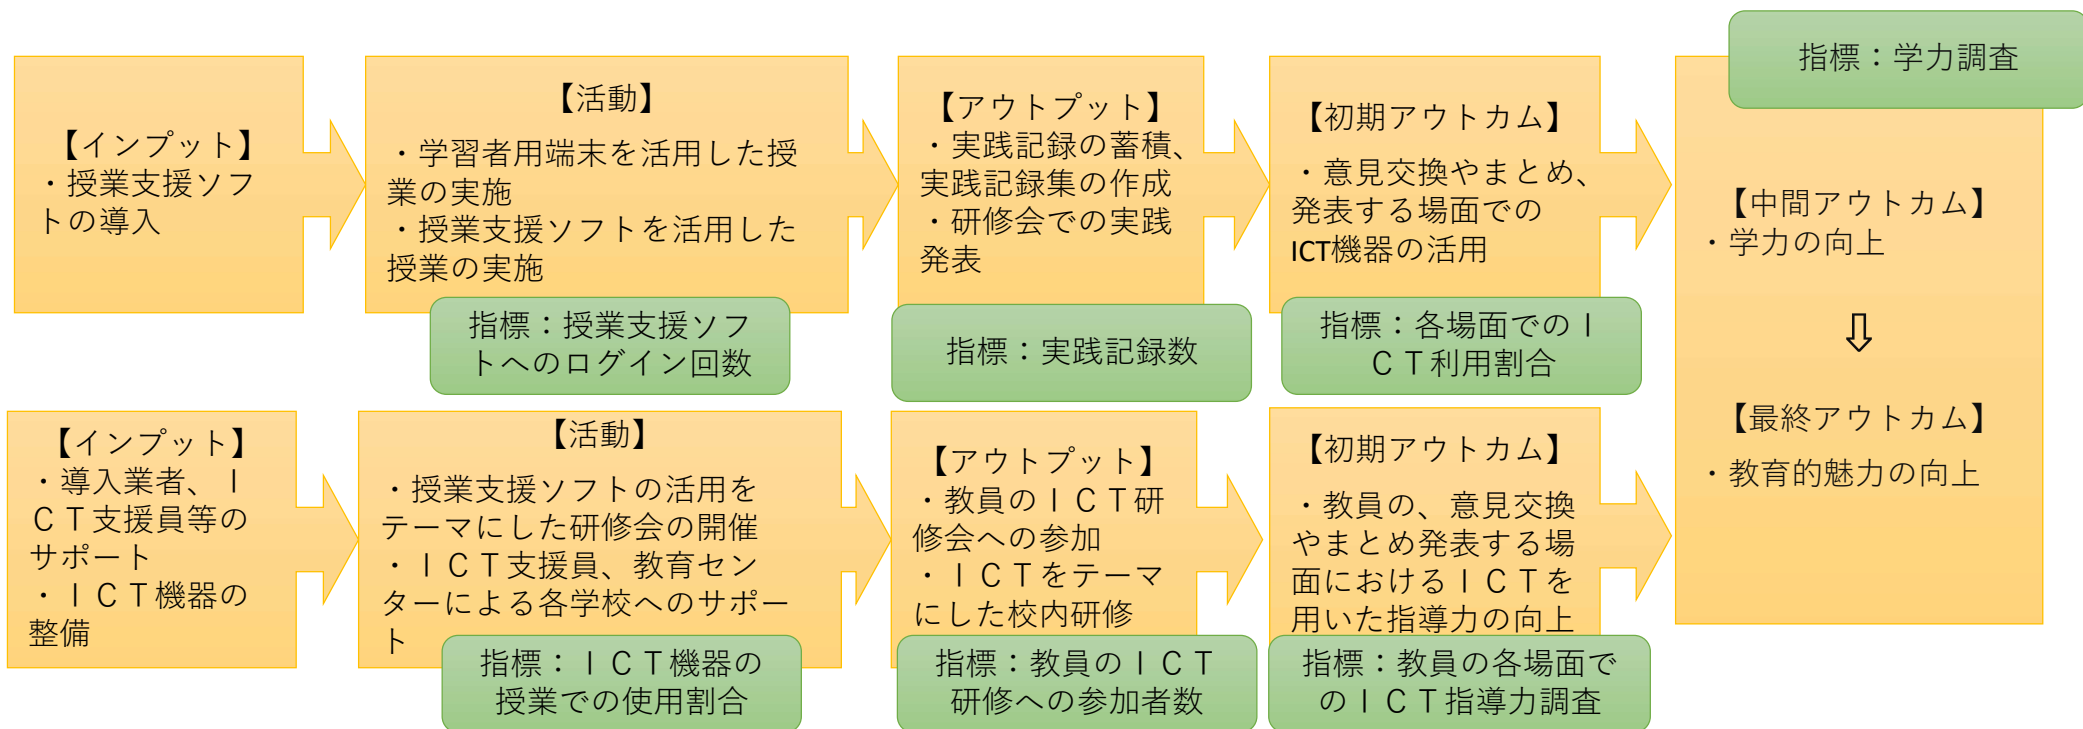 【インプット】
・授業支援ソフ
トの導入
【活動】
・学習者用端末を活用した授
業の実施
・授業支援ソフトを活用した
授業の実施
指標：授業支援ソフ
トへのログイン回数
【アウトプット】
・実践記録の蓄積、
実践記録集の作成
・研修会での実践
発表
指標：実践記録数
【初期アウトカム】
・意見交換やまとめ、
発表する場面での
ICT機器の活用
指標：各場面でのＩ
ＣＴ利用割合
指標：学力調査
【中間アウトカム】
・学力の向上
⇩
【最終アウトカム】
・教育的魅力の向上
【インプット】
・導入業者、Ｉ
ＣＴ支援員等の
サポート
・ＩＣＴ機器の
整備
【活動】
・授業支援ソフトの活用を
テーマにした研修会の開催
・ＩＣＴ支援員、教育セン
ターによる各学校へのサポー
ト
指標：ＩＣＴ機器の
授業での使用割合
【アウトプット】
・教員のＩＣＴ研
修会への参加
・ＩＣＴをテーマ
にした校内研修
指標：教員のＩＣＴ
研修への参加者数
【初期アウトカム】
・教員の、意見交換
やまとめ発表する場
面におけるＩＣＴを
用いた指導力の向上
指標：教員の各場面で
のＩＣＴ指導力調査